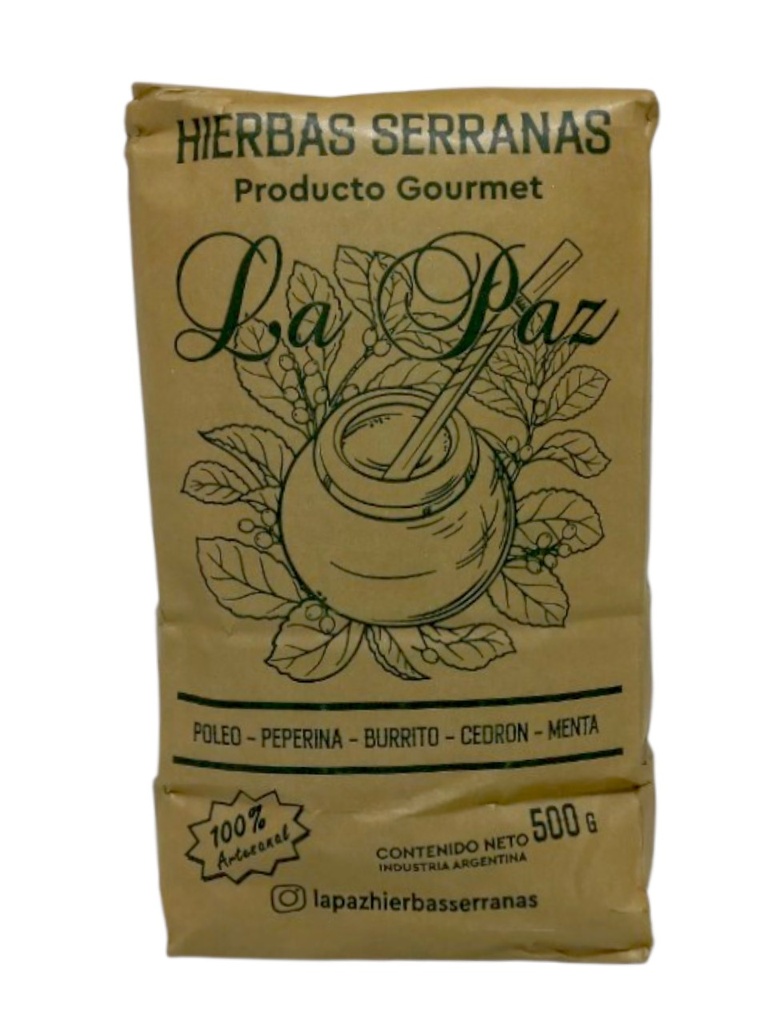 HIERBAS SERRANAS
Producto Gourmet
La Paz
POLEO - PEPERINA - BURRITO - CEDRON - MENTA
100%
Artesanal
CONTENIDO NETO 500 G
INDUSTRIA ARGENTINA
lapazhierbasserranas